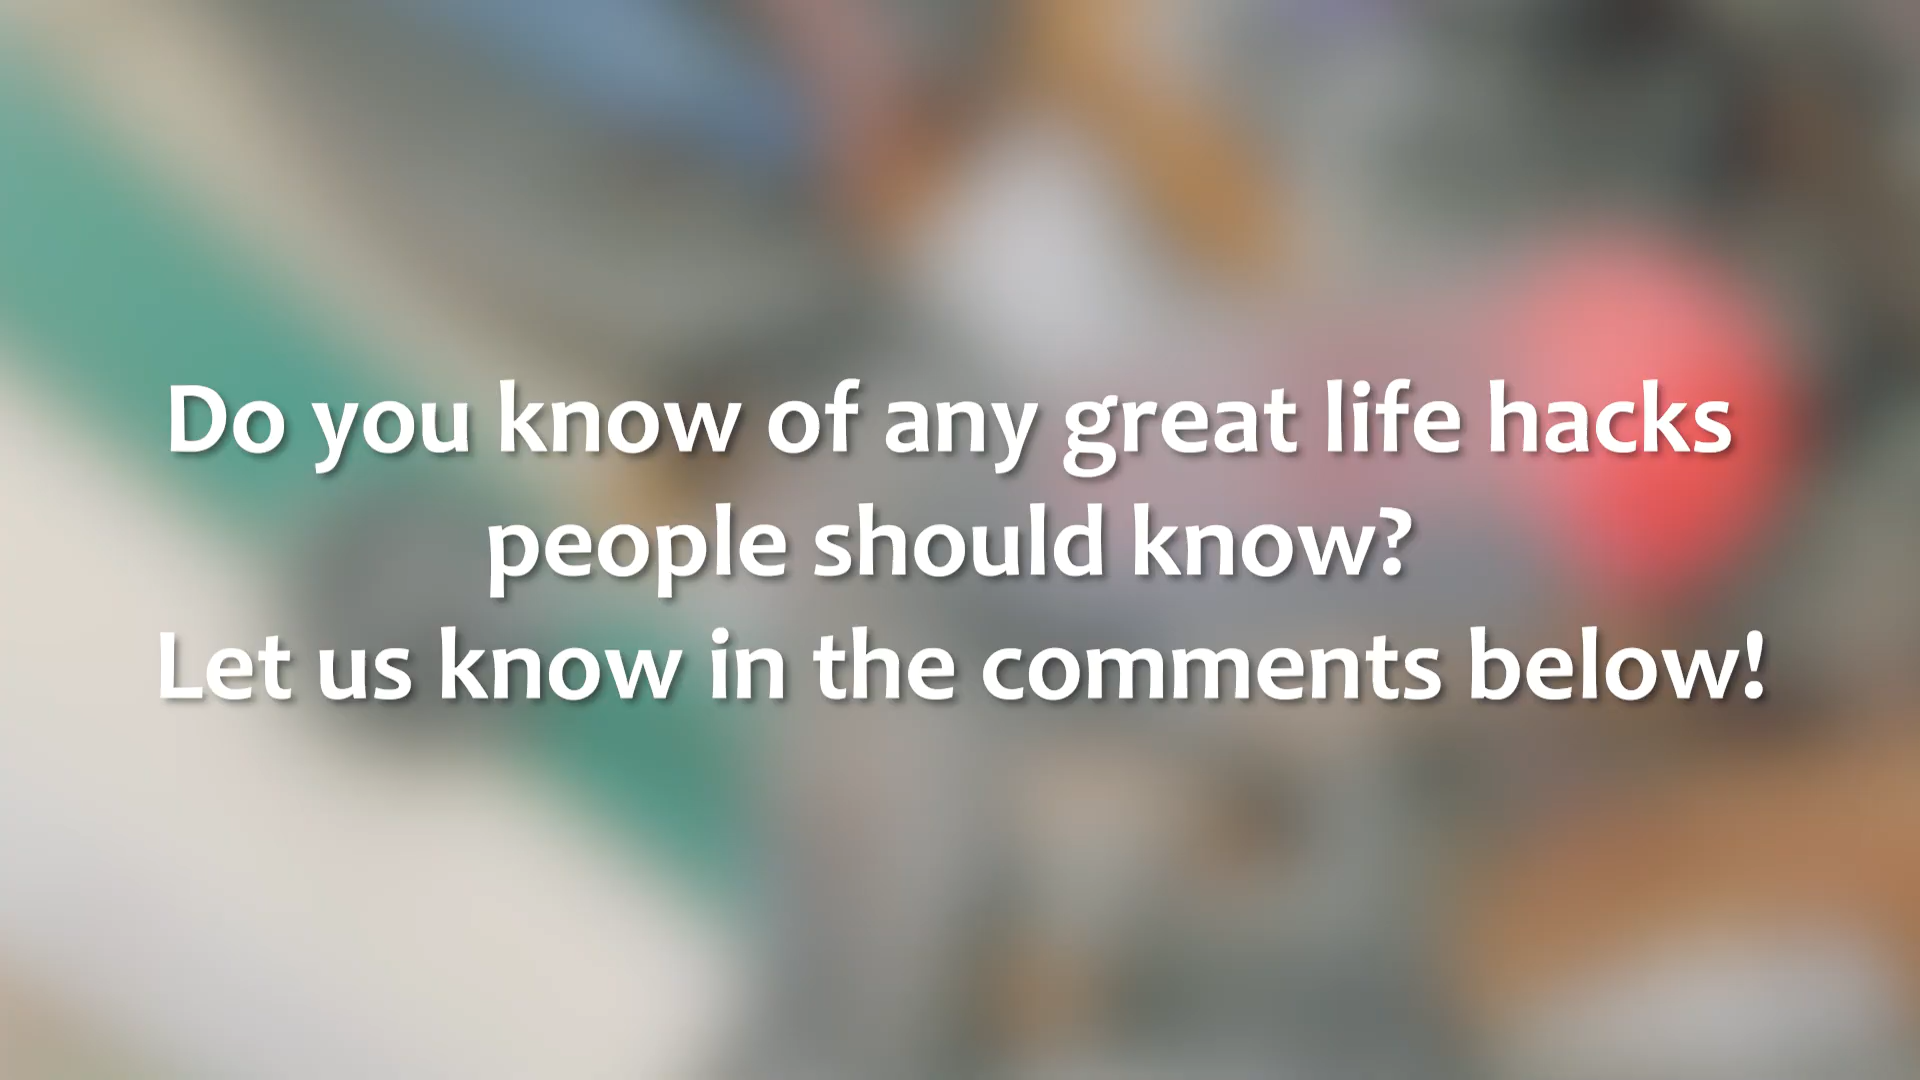 Do you know of any great life hacks
people should know?
Let us know in the comments below!